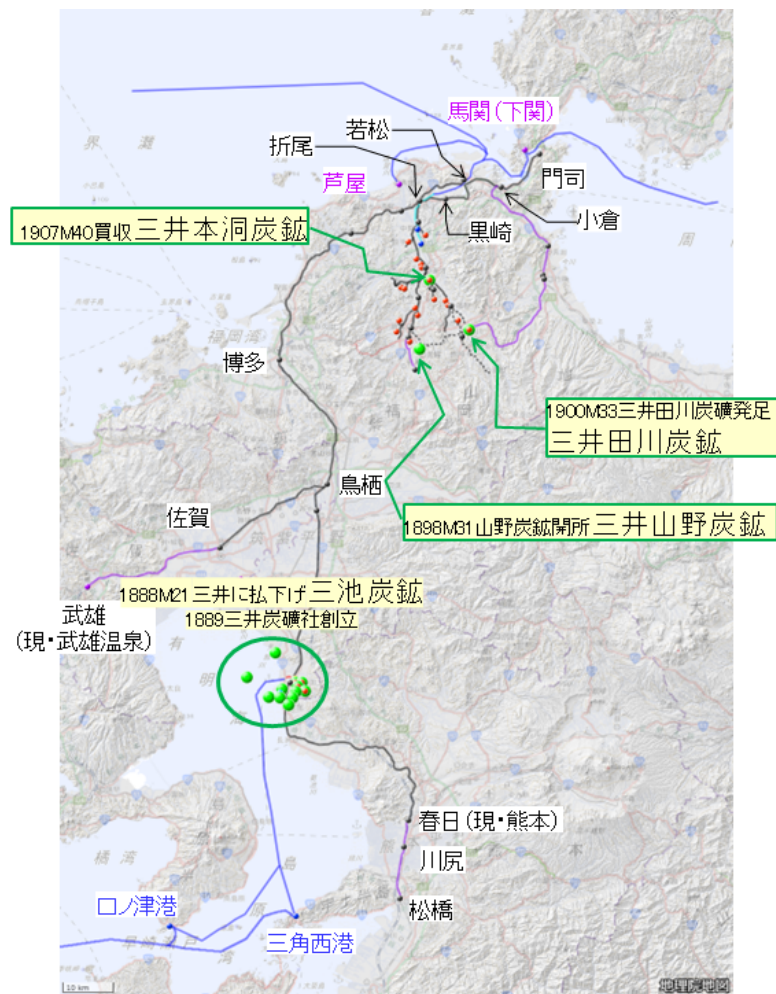 馬関(下関)
若松
折尾
芦屋
門司
小倉
黒崎
1907M40買収三井本洞炭鉱
博多
1900M33三井田川炭礦発足
三井田川炭鉱
鳥栖
佐賀
1898M31山野炭鉱開所三井山野炭鉱
1888M21三井に払下げ三池炭鉱
1889三井炭礦社創立
武雄
(現・武雄温泉)
春日(現・熊本)
川尻
松橋
口ノ津港
三角西港
10 km
地理院地図